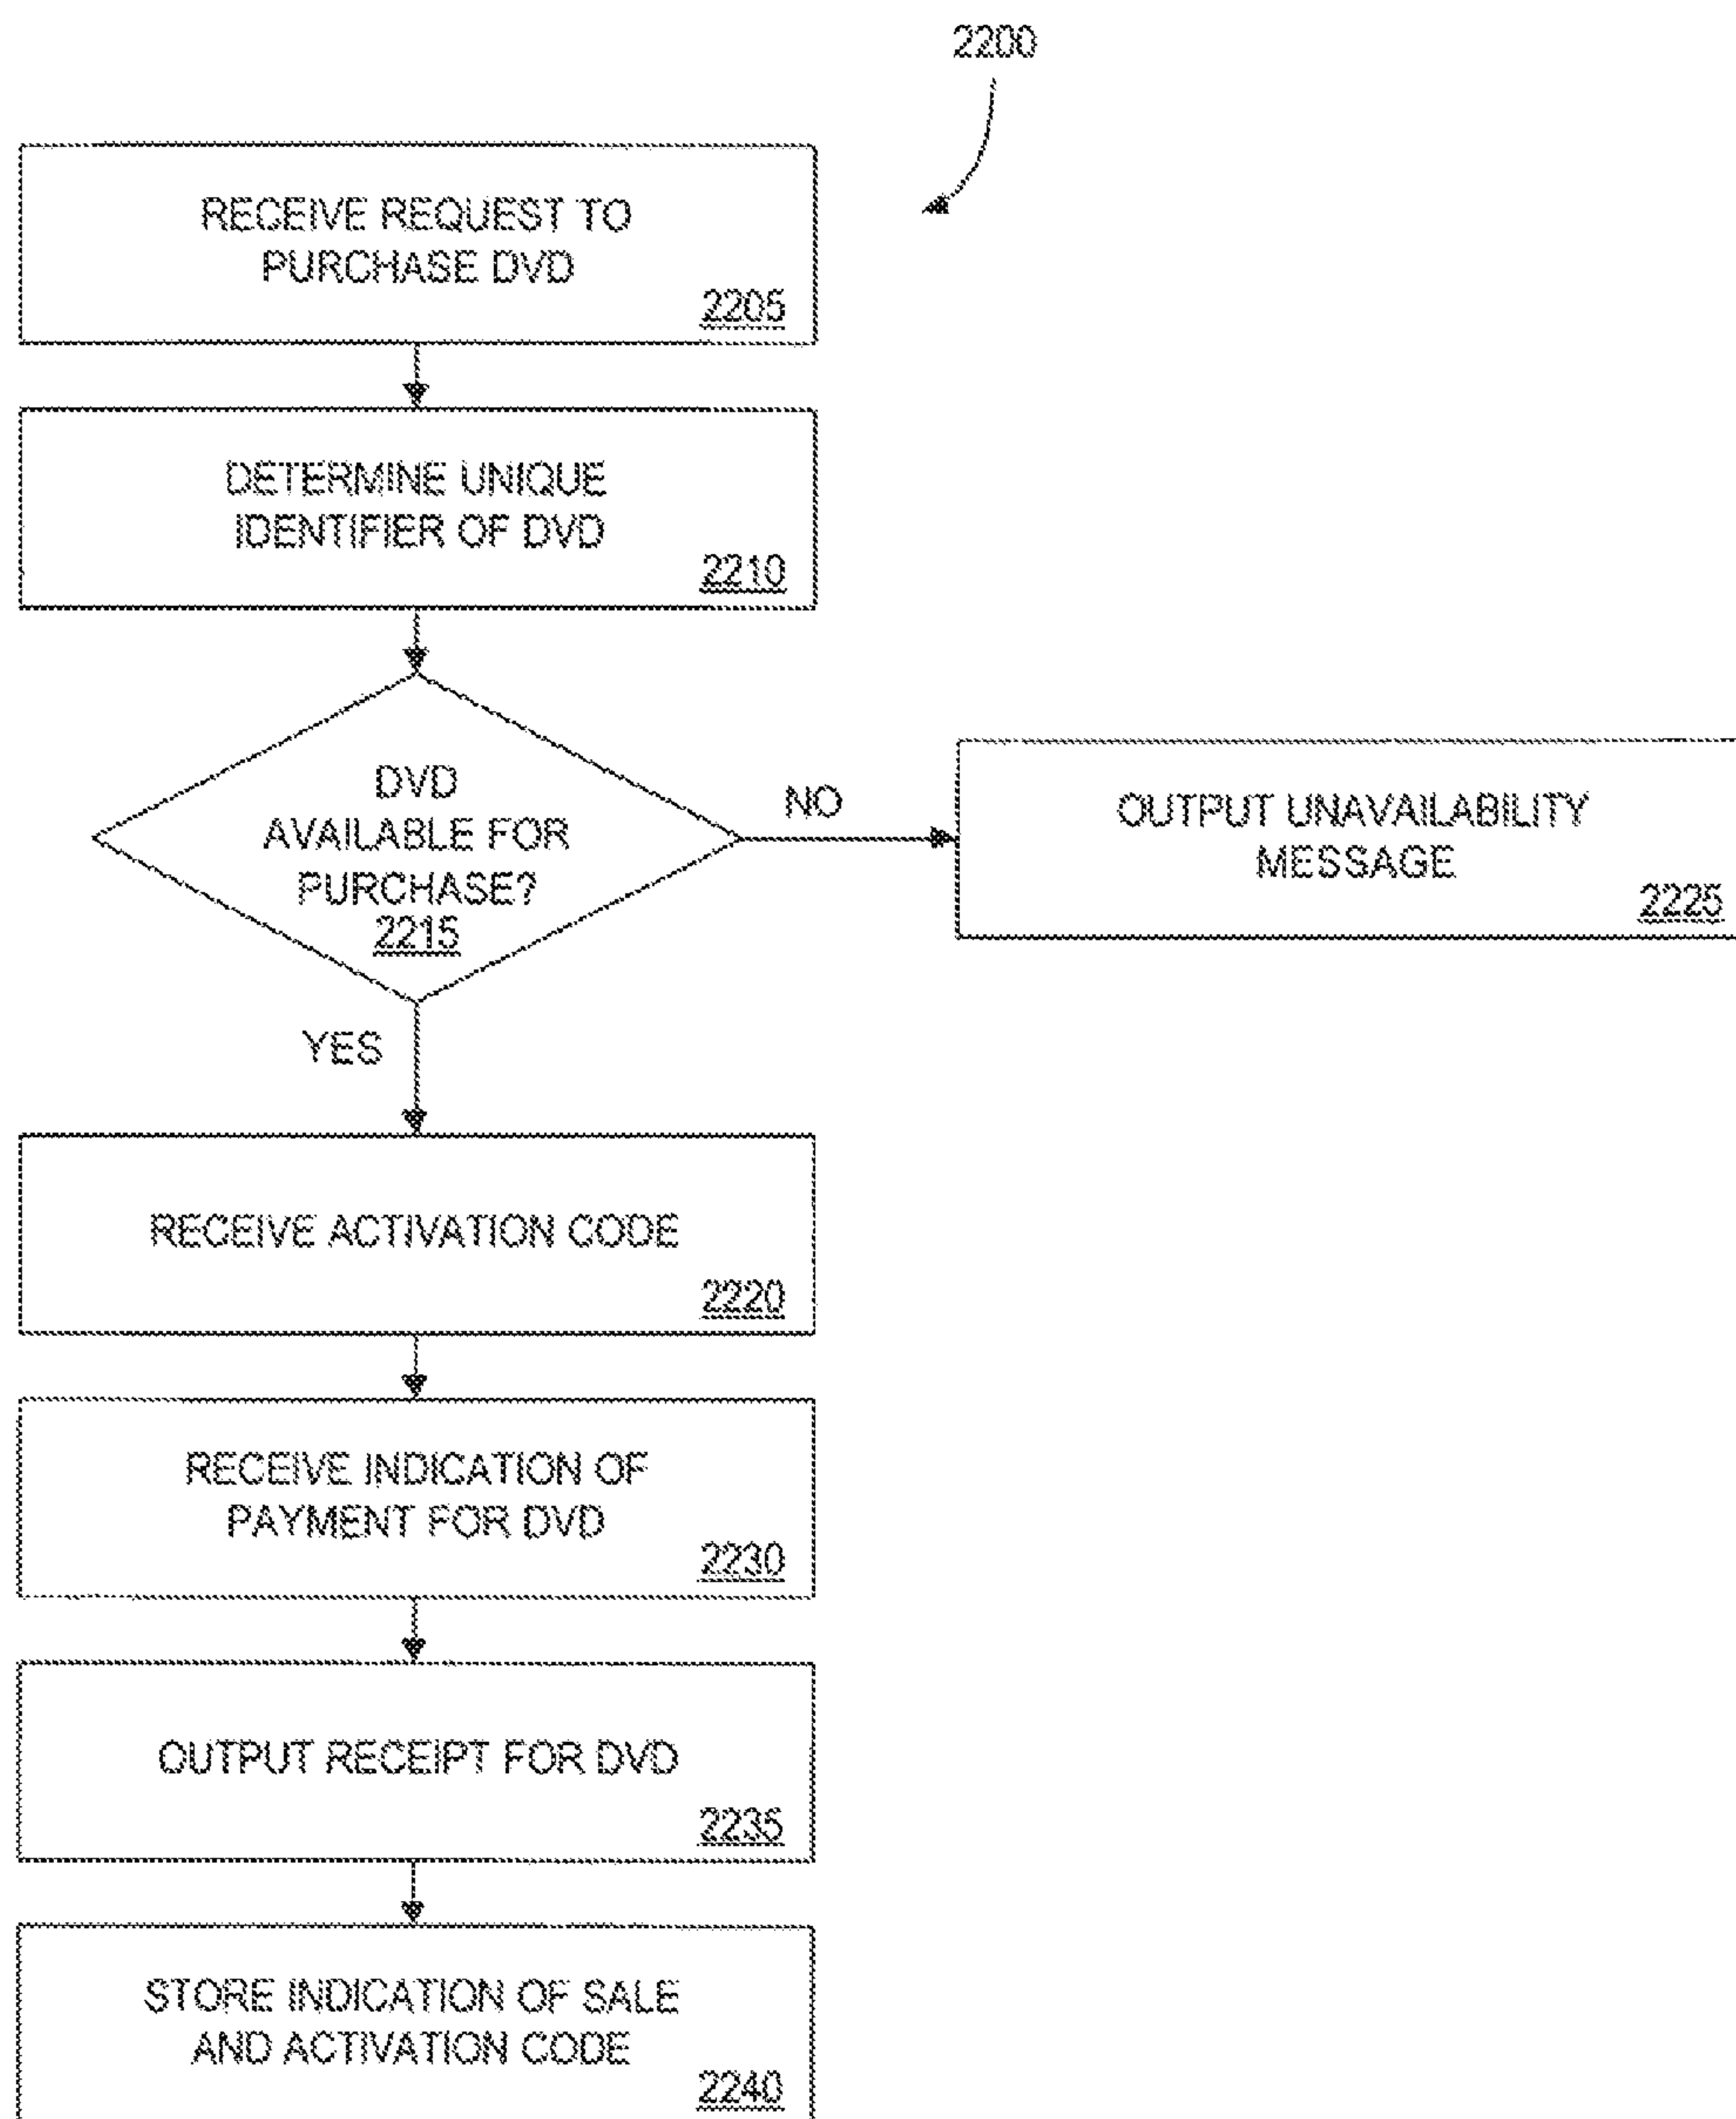 2200
RECEIVE REQUEST TO
PURCHASE DVD
2205
DETERMINE UNIQUE
IDENTIFIER OF DVD
2210
DVD
AVAILABLE FOR
PURCHASE?
2215
NO
OUTPUT UNAVAILABILITY
MESSAGE
2225
YES
RECEIVE ACTIVATION CODE
2220
RECEIVE INDICATION OF
PAYMENT FOR DVD
2230
OUTPUT RECEIPT FOR DVD
2235
STORE INDICATION OF SALE
AND ACTIVATION CODE
2240